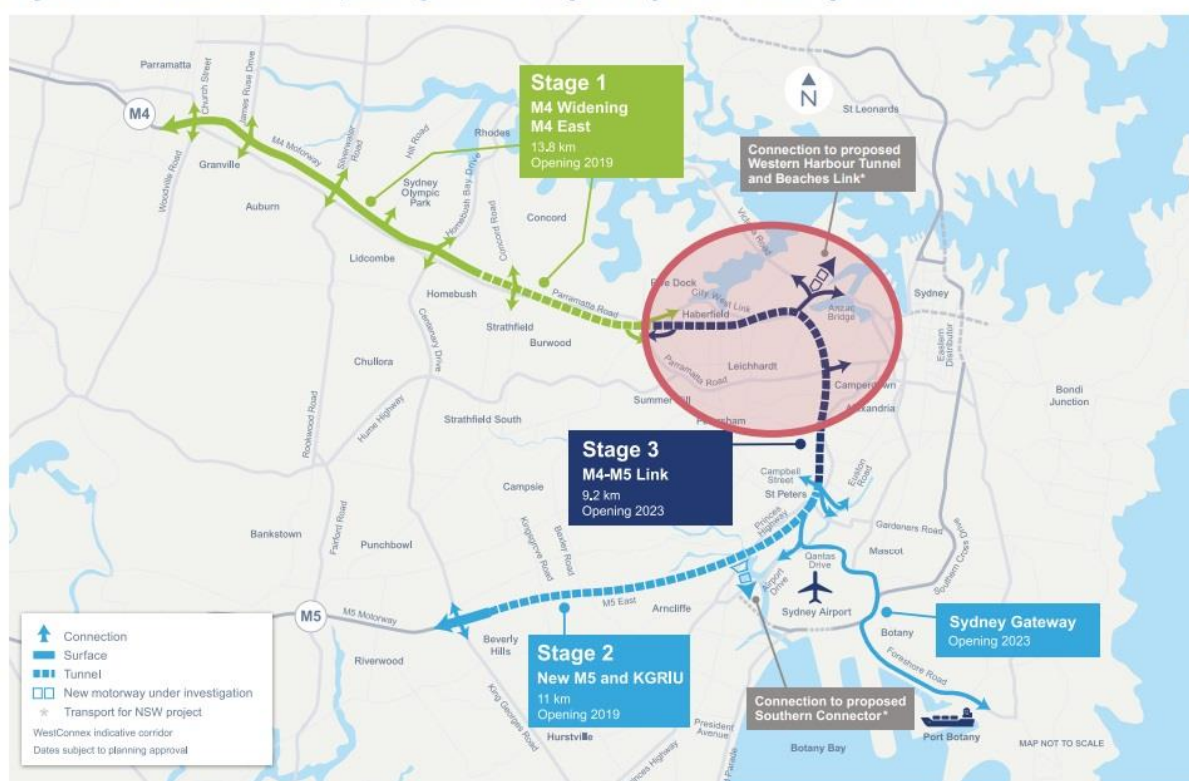 Parramatta
Church Street
James Ruse Drive
M4
Woodville Road
Granville
M4 Motorway
Silverwater Road
Hill Road
Auburn
Stage 1
M4 Widening
M4 East
13.8 km
Opening 2019
Rhodes
Sydney
Olympic
Park
Homebush Bay Drive
Concord Road
Concord
Lidcombe
Homebush
Parramatta Road
Strathfield
Burwood
N
St Leonards
Connection to proposed
Western Harbour Tunnel
and Beaches Link*
Victoria Road
Dock
City West Link
Haberfield
Anzac
Bridge
Sydney
Eastern
Distributor
Parramatta Road
Leichhardt
Camperdown
Alexandria
Bondi
Junction
Chullora
Centenary Drive
Rookwood Road
Hume Highway
Strathfield South
Summer Hill
Petersham
Stage 3
M4-M5 Link
9.2 km
Opening 2023
Campbell
Street
Euston
Road
St Peters
Princes
Highway
Gardeners Road
Campsie
Bankstown
Fairford Road
Punchbowl
Kingsgrove Road
Bexley Road
Mascot
Qantas
Drive
Airport
Drive
Southern Cross Drive
Sydney Airport
M5
M5 Motorway
M5 East
Arncliffe
Beverly
Hills
Riverwood
Botany
Foreshore Road
Sydney Gateway
Opening 2023
Stage 2
New M5 and KGRIU
11 km
Opening 2019
King Georges Road
Hurstville
Princes Highway
President
Avenue
Parade
Connection to proposed
Southern Connector*
Botany Bay
Port Botany
MAP NOT TO SCALE
Connection
Surface
Tunnel
New motorway under investigation
* Transport for NSW project
WestConnex indicative corridor
Dates subject to planning approval